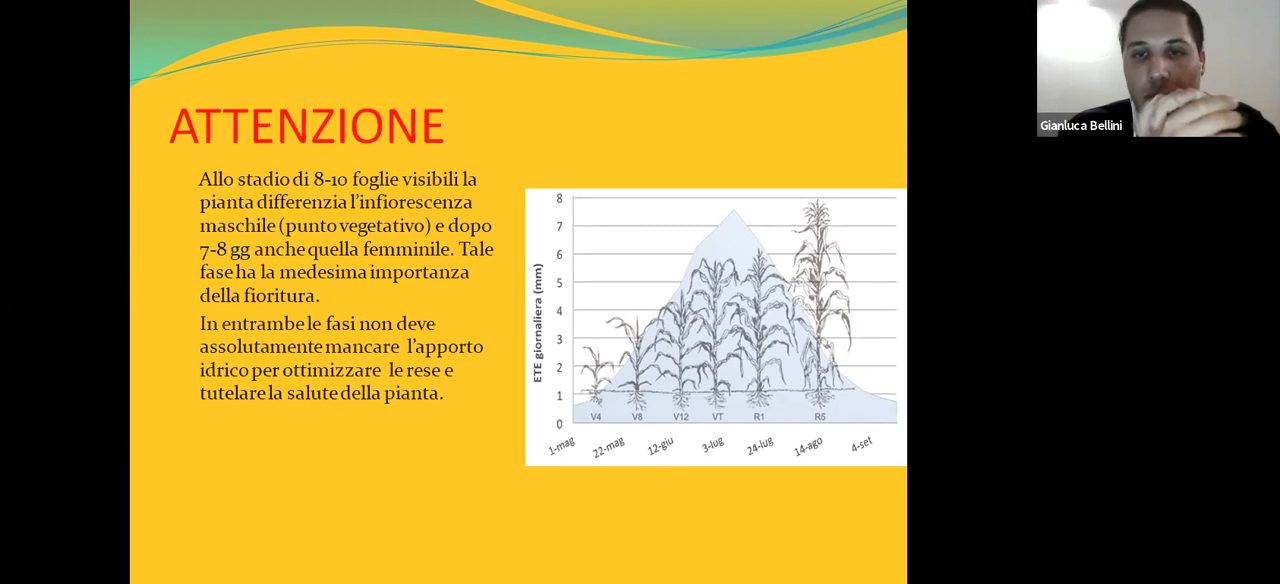 ATTENZIONE
Allo stadio di 8-10 foglie visibili la
pianta differenzia l'infiorescenza
maschile (punto vegetativo) e dopo
7-8 gg anche quella femminile. Tale
fase ha la medesima importanza
della fioritura.
In entrambe le fasi non deve
assolutamente mancare l'apporto
idrico per ottimizzare le rese e
tutelare la salute della pianta.
ETE giornaliera (mm)
8
7
6
5
4
3
2
1
0
V4 V8 V12 VT R1 R5
1-mag 22-mag 12-giu 3-lug 24-lug 14-ago 4-set
Gianluca Bellini